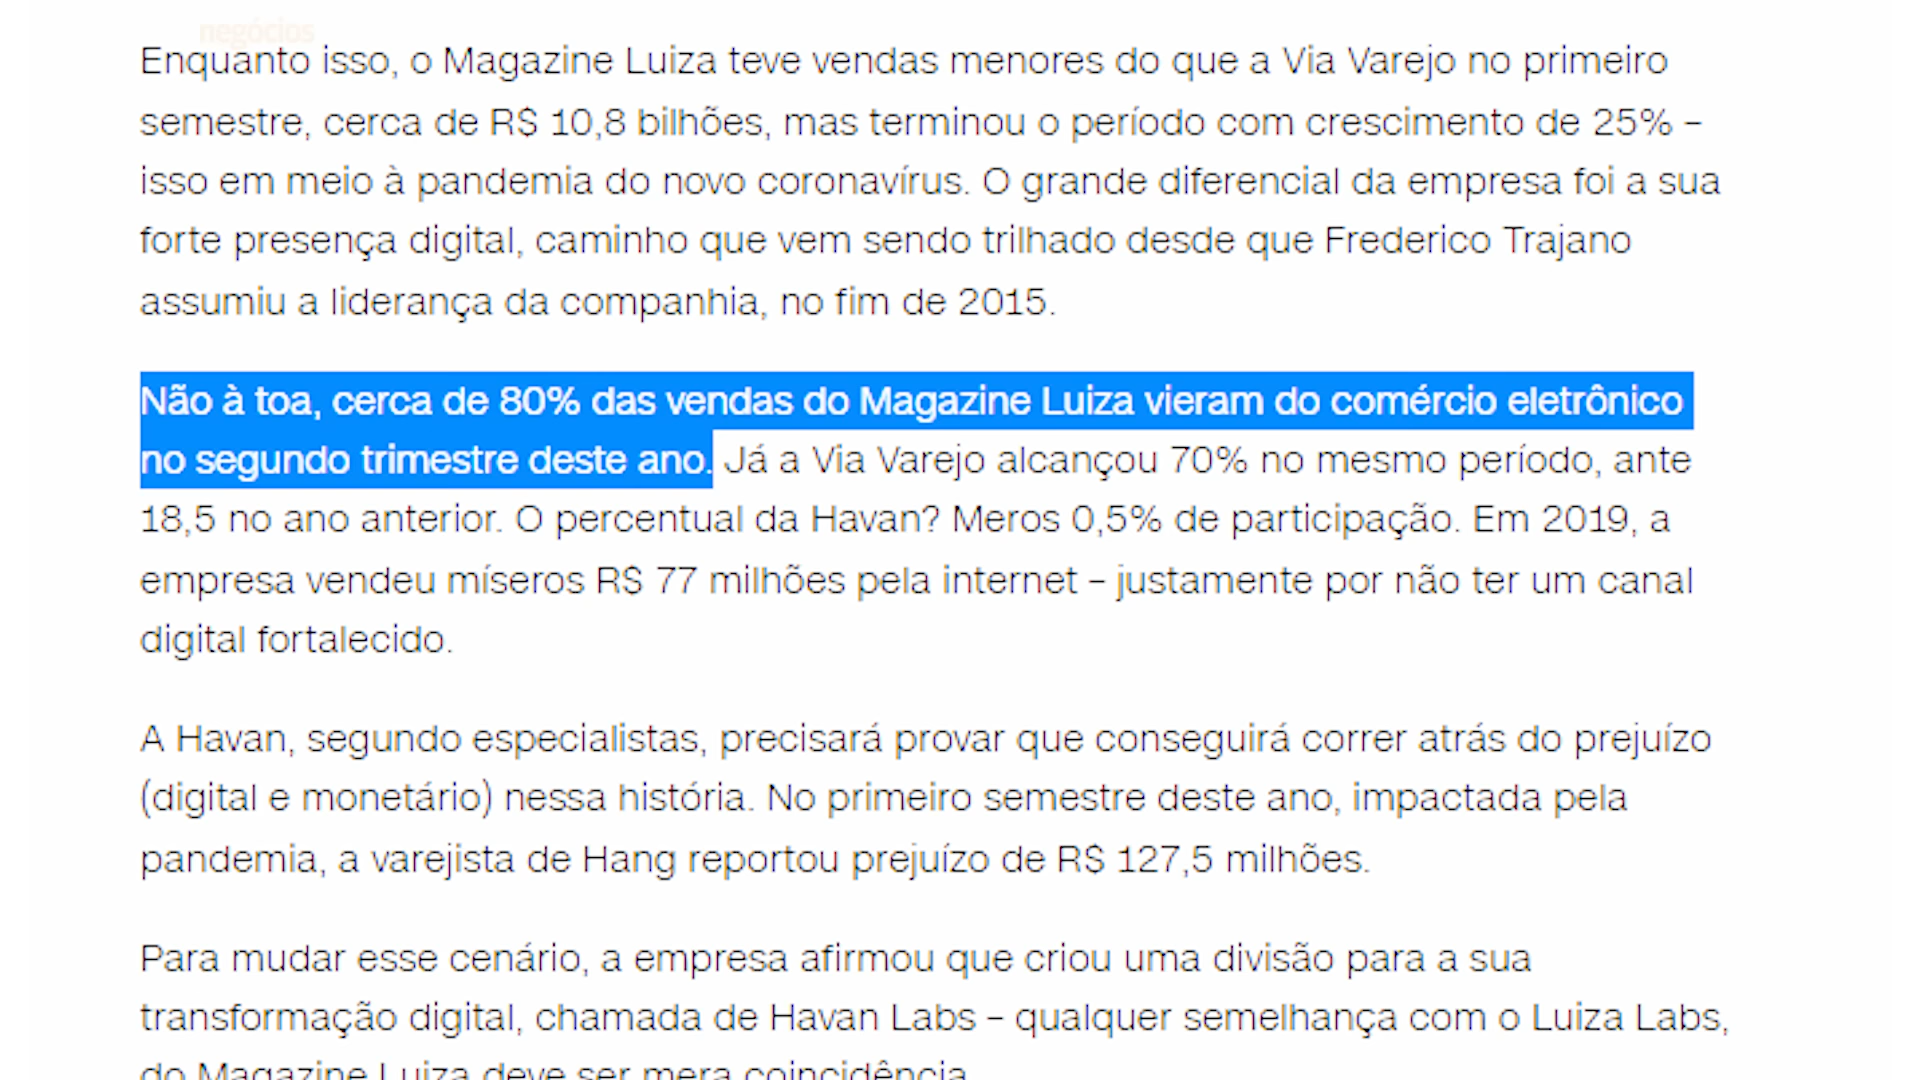 negócios
Enquanto isso, o Magazine Luiza teve vendas menores do que a Via Varejo no primeiro
semestre, cerca de R$ 10,8 bilhões, mas terminou o período com crescimento de 25% –
isso em meio à pandemia do novo coronavírus. O grande diferencial da empresa foi a sua
forte presença digital, caminho que vem sendo trilhado desde que Frederico Trajano
assumiu a liderança da companhia, no fim de 2015.
Não à toa, cerca de 80% das vendas do Magazine Luiza vieram do comércio eletrônico
no segundo trimestre deste ano. Já a Via Varejo alcançou 70% no mesmo período, ante
18,5 no ano anterior. O percentual da Havan? Meros 0,5% de participação. Em 2019, a
empresa vendeu míseros R$ 77 milhões pela internet – justamente por não ter um canal
digital fortalecido.
A Havan, segundo especialistas, precisará provar que conseguirá correr atrás do prejuízo
(digital e monetário) nessa história. No primeiro semestre deste ano, impactada pela
pandemia, a varejista de Hang reportou prejuízo de R$ 127,5 milhões.
Para mudar esse cenário, a empresa afirmou que criou uma divisão para a sua
transformação digital, chamada de Havan Labs – qualquer semelhança com o Luiza Labs,
do Magazine Luiza deve ser mera coincidência.